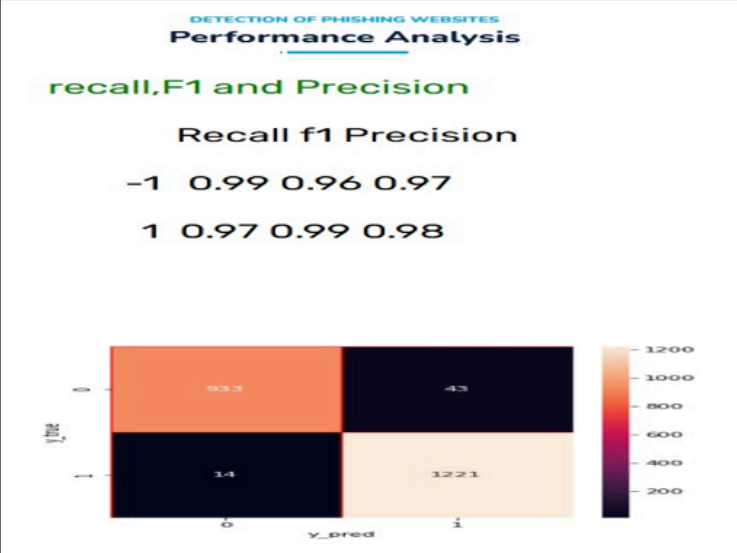 DETECTION OF PHISHING WEBSITES
Performance Analysis
recall,F1 and Precision
Recall f1 Precision
-1 0.99 0.96 0.97
1 0.97 0.99 0.98
1200
1000
800
600
400
200
0
933
43
y_true
1
14
1221
0
1
y_pred